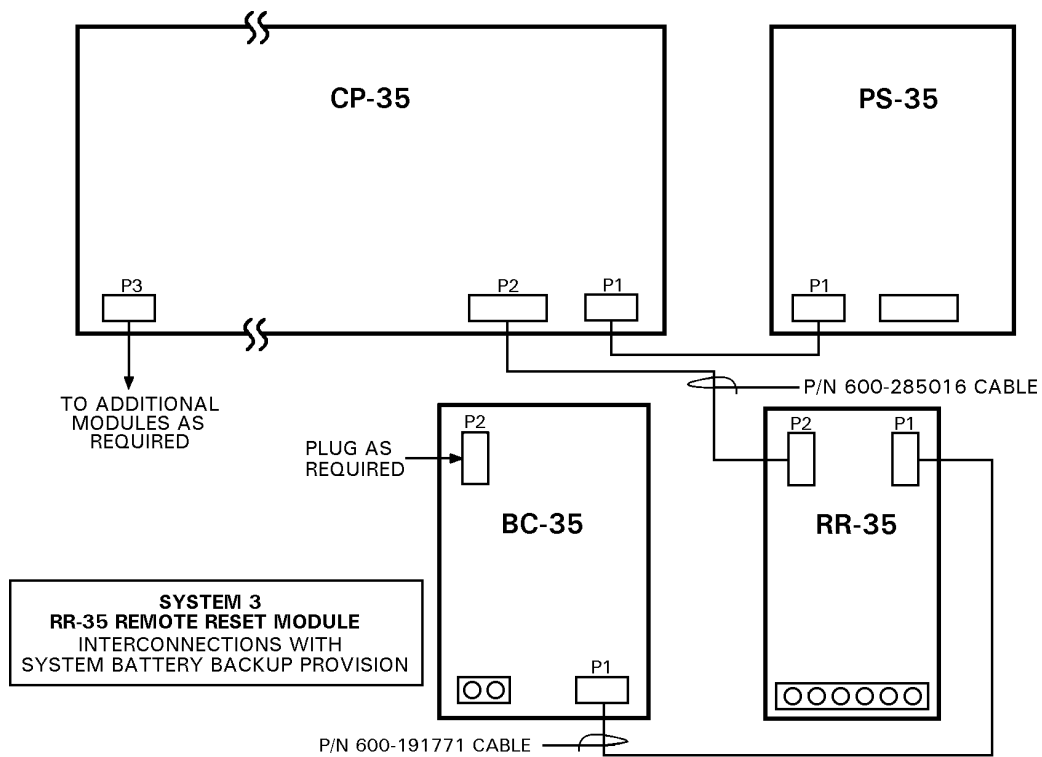 CP-35
PS-35
P3
P2
P1
P1
TO ADDITIONAL
MODULES AS
REQUIRED
P/N 600-285016 CABLE
P2
PLUG AS
REQUIRED
BC-35
P2
P1
RR-35
SYSTEM 3
RR-35 REMOTE RESET MODULE
INTERCONNECTIONS WITH
SYSTEM BATTERY BACKUP PROVISION
P1
P/N 600-191771 CABLE